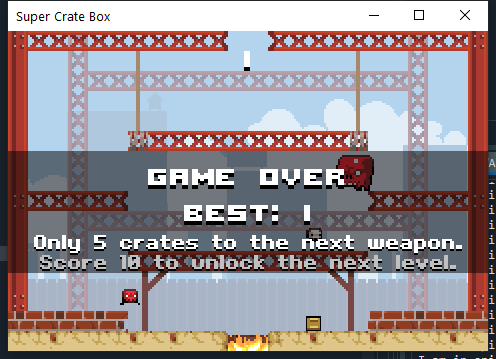 Super Crate Box
1
GAME OVER
BEST: 1
Only 5 crates to the next weapon.
Score 10 to unlock the next level.